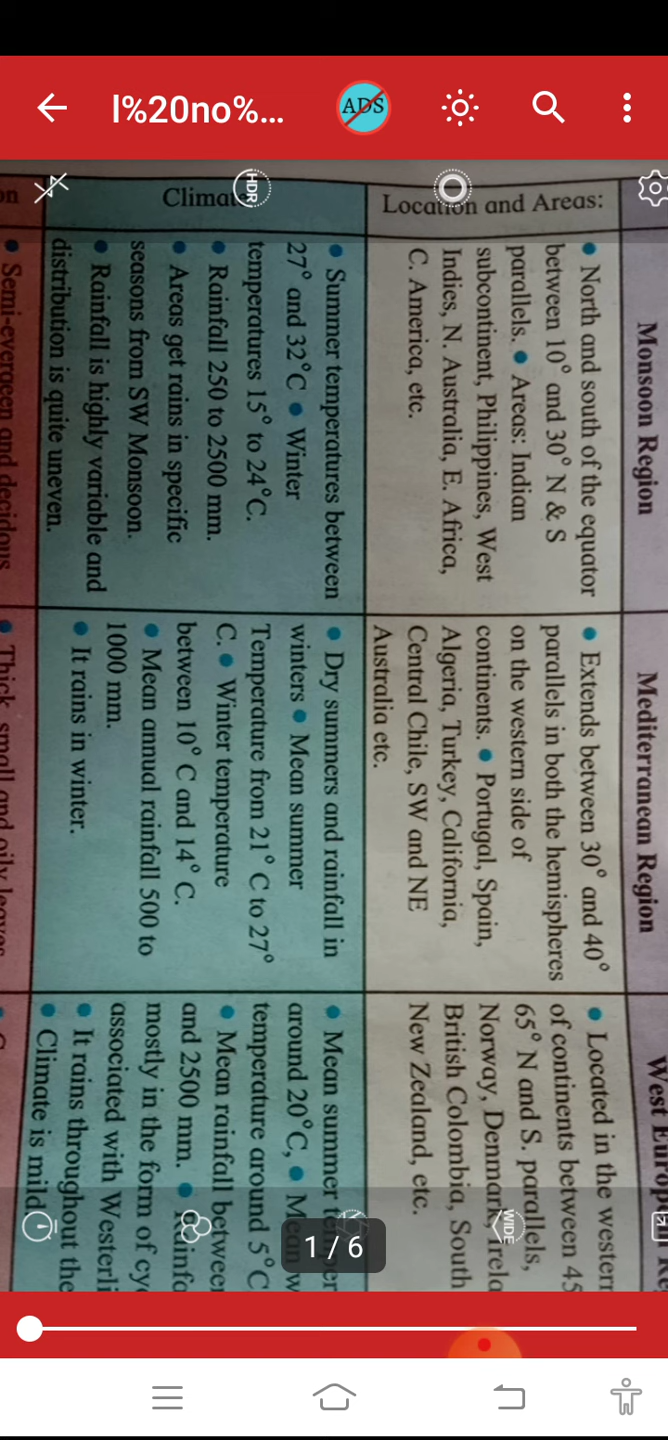 I%20no%...
ADS
HDR
Monsoon Region
Mediterranean Region
Location and Areas:
• North and south of the equator
between 10° and 30° N & S
parallels. • Areas: Indian
subcontinent, Philippines, West
Indies, N. Australia, E. Africa,
C. America, etc.
• Extends between 30° and 40°
parallels in both the hemispheres
on the western side of
continents. • Portugal, Spain,
Algeria, Turkey, California,
Central Chile, SW and NE
Australia etc.
• Located in the western
of continents between 45
65° N and S. parallels,
Norway, Denmark,
British Colombia, South
New Zealand, etc.
• Summer temperatures between
27° and 32°C • Winter
temperatures 15° to 24°C.
• Rainfall 250 to 2500 mm.
• Areas get rains in specific
seasons from SW Monsoon.
• Rainfall is highly variable and
distribution is quite uneven.
• Dry summers and rainfall in
winters • Mean summer
Temperature from 21° C to 27°
C. • Winter temperature
between 10° C and 14° C.
• Mean annual rainfall 500 to
1000 mm.
• It rains in winter.
• Mean summer
around 20°C, •
temperature around 5°C
• Mean rainfall between
and 2500 mm. •
mostly in the form of
associated with
• It rains throughout the
• Climate is mild
• Semi-evergeen and decidous
• Thick, small and oily leaves
WIDE
1 / 6